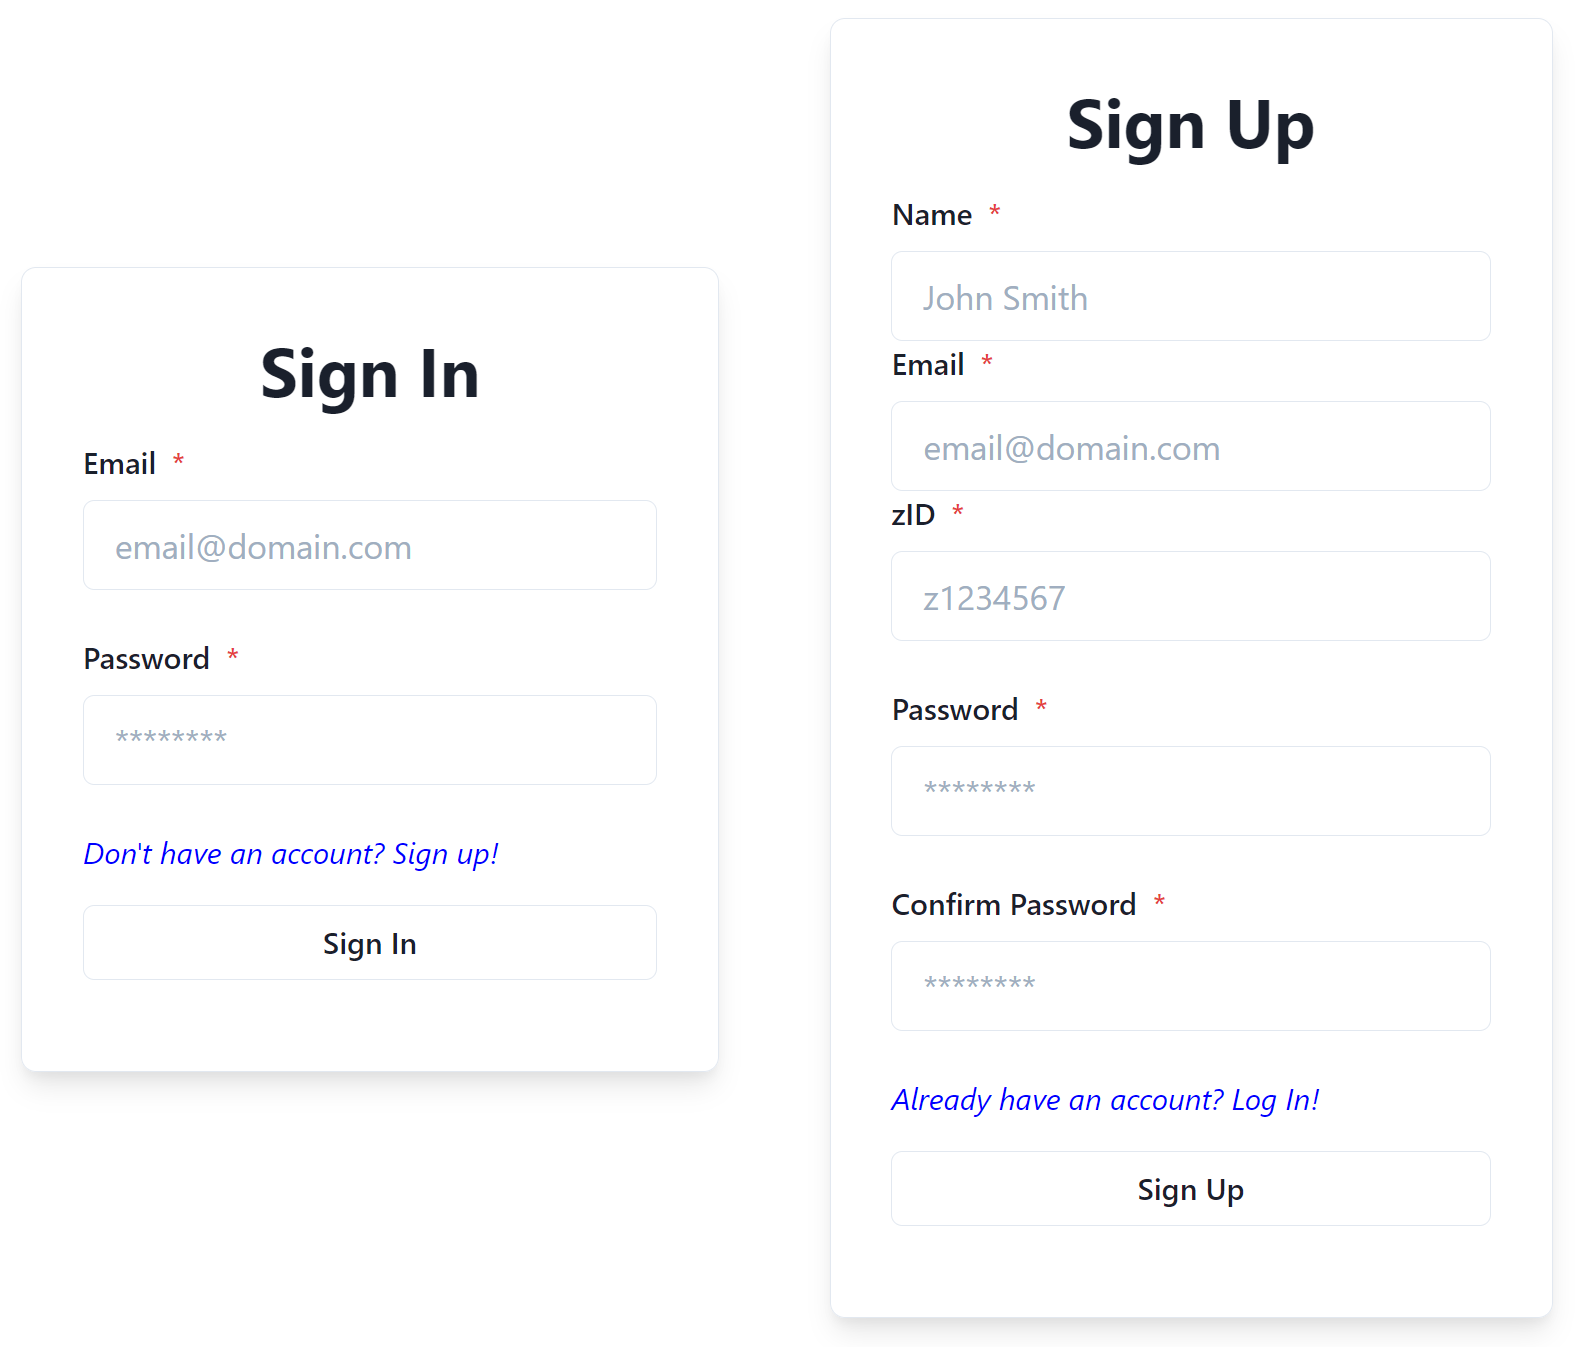 Sign In
Email *
email@domain.com
Password *
********
Don't have an account? Sign up!
Sign In
Sign Up
Name *
John Smith
Email *
email@domain.com
zID *
z1234567
Password *
********
Confirm Password *
********
Already have an account? Log In!
Sign Up